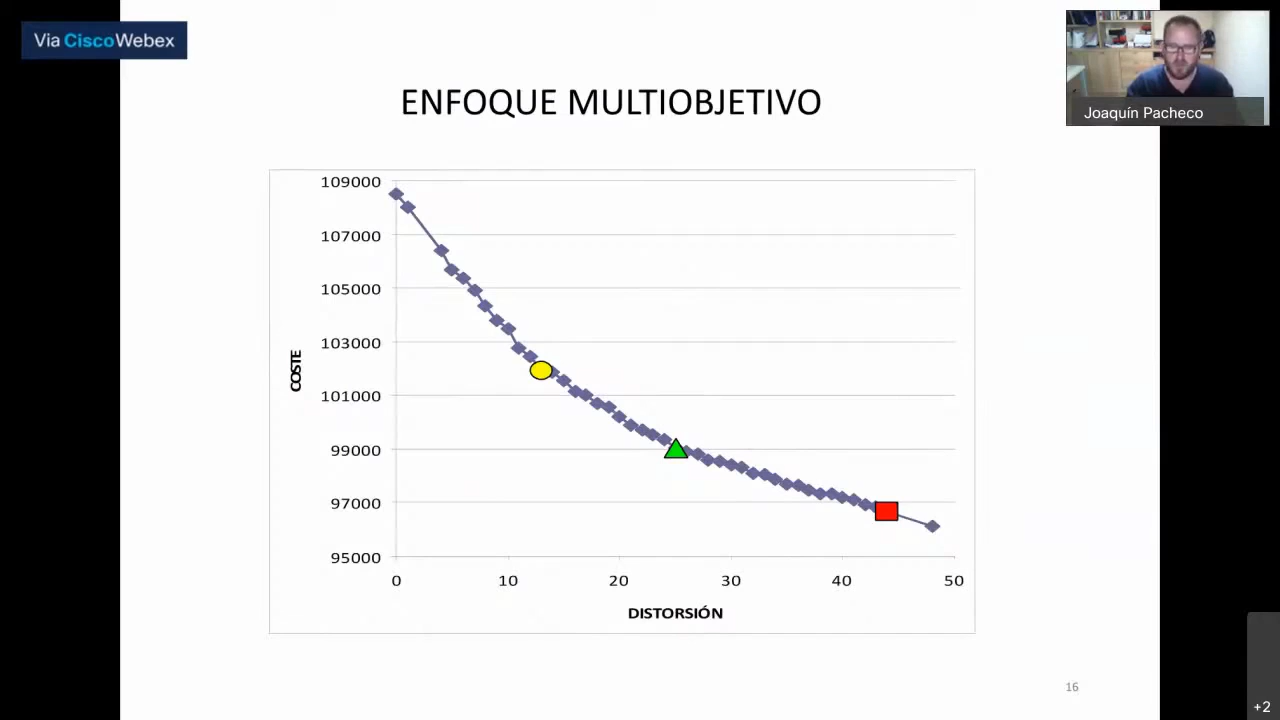 Via CiscoWebex
Joaquín Pacheco
ENFOQUE MULTIOBJETIVO
109000
107000
105000
103000
101000
99000
97000
95000
COSTE
0 10 20 30 40 50
DISTORSIÓN
16
+2